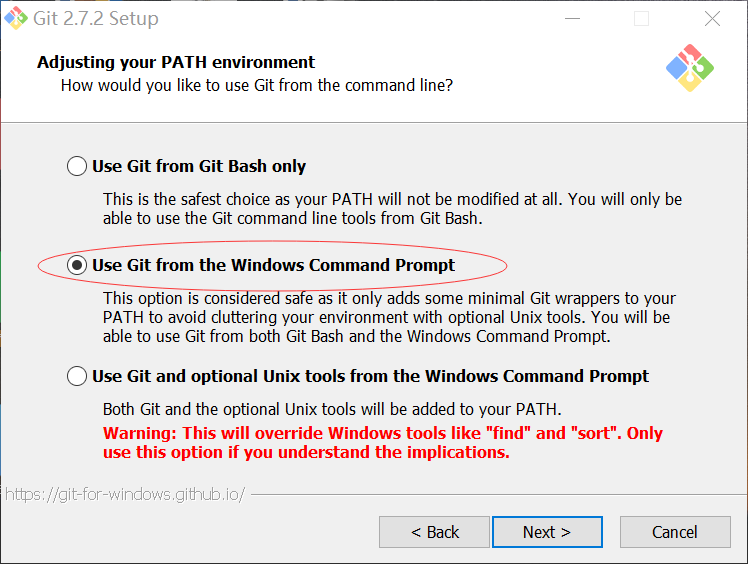 Git 2.7.2 Setup
Adjusting your PATH environment
How would you like to use Git from the command line?
Use Git from Git Bash only
This is the safest choice as your PATH will not be modified at all. You will only be
able to use the Git command line tools from Git Bash.
Use Git from the Windows Command Prompt
This option is considered safe as it only adds some minimal Git wrappers to your
PATH to avoid cluttering your environment with optional Unix tools. You will be
able to use Git from both Git Bash and the Windows Command Prompt.
Use Git and optional Unix tools from the Windows Command Prompt
Both Git and the optional Unix tools will be added to your PATH.
Warning: This will override Windows tools like "find" and "sort". Only
use this option if you understand the implications.
https://git-for-windows.github.io/
< Back Next > Cancel